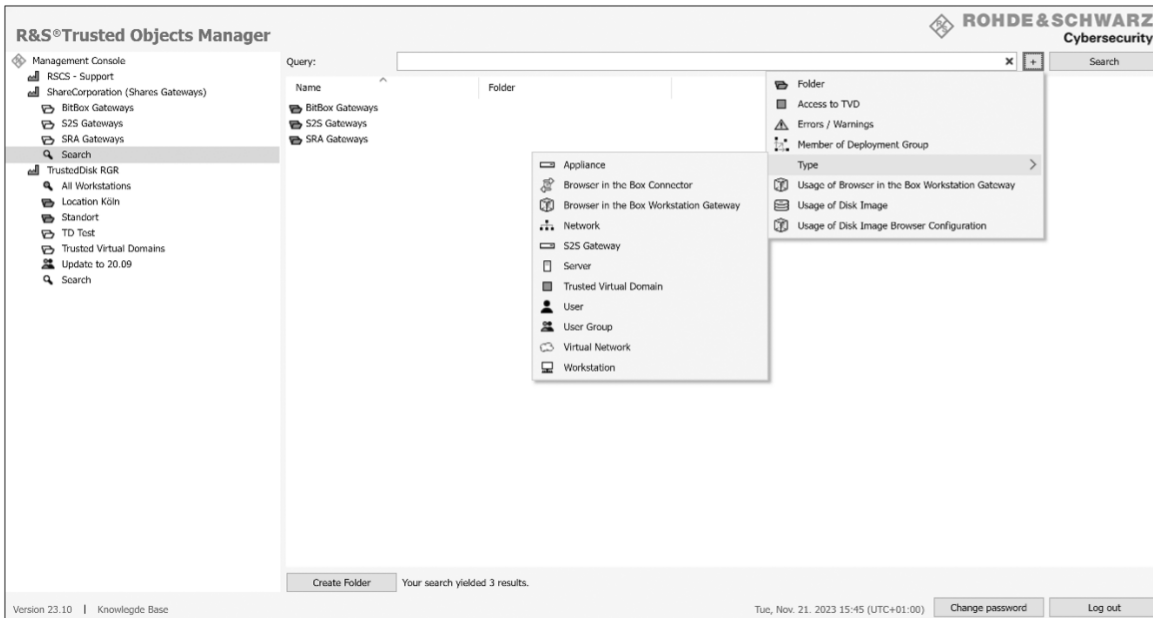 R&S®Trusted Objects Manager
ROHDE&SCHWARZ
Cybersecurity
Management Console
RSCS - Support
ShareCorporation (Shares Gateways)
BitBox Gateways
S2S Gateways
SRA Gateways
Search
TrustedDisk RGR
All Workstations
Location Köln
Standort
TD Test
Trusted Virtual Domains
Update to 20.09
Search
Query:
+
Search
Name
Folder
BitBox Gateways
S2S Gateways
SRA Gateways
Folder
Access to TVD
Errors / Warnings
Member of Deployment Group
Type
Usage of Browser in the Box Workstation Gateway
Usage of Disk Image
Usage of Disk Image Browser Configuration
Appliance
Browser in the Box Connector
Browser in the Box Workstation Gateway
Network
S2S Gateway
Server
Trusted Virtual Domain
User
User Group
Virtual Network
Workstation
Create Folder
Your search yielded 3 results.
Version 23.10 | Knowlegde Base
Tue, Nov. 21. 2023 15:45 (UTC+01:00)
Change password
Log out